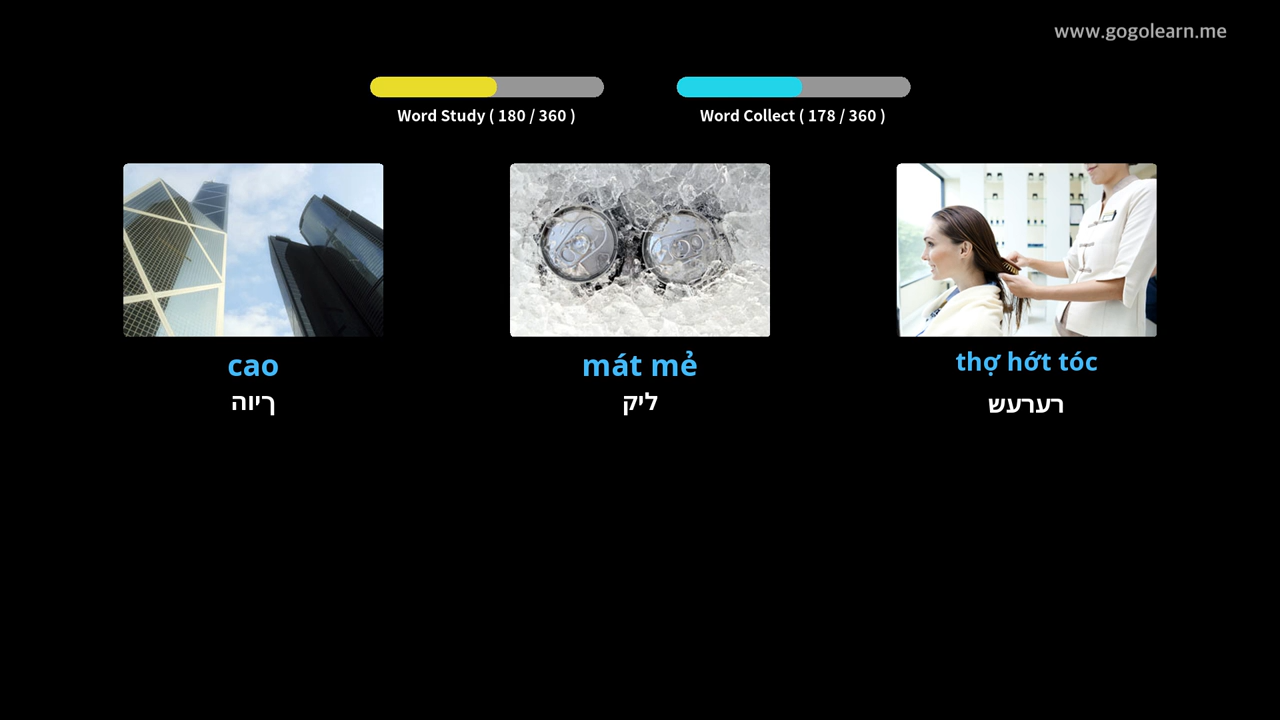 www.gogolearn.me
Word Study ( 180 / 360 )
Word Collect ( 178 / 360 )
cao
ךיוה
mát mẻ
ליק
thợ hớt tóc
רערעש